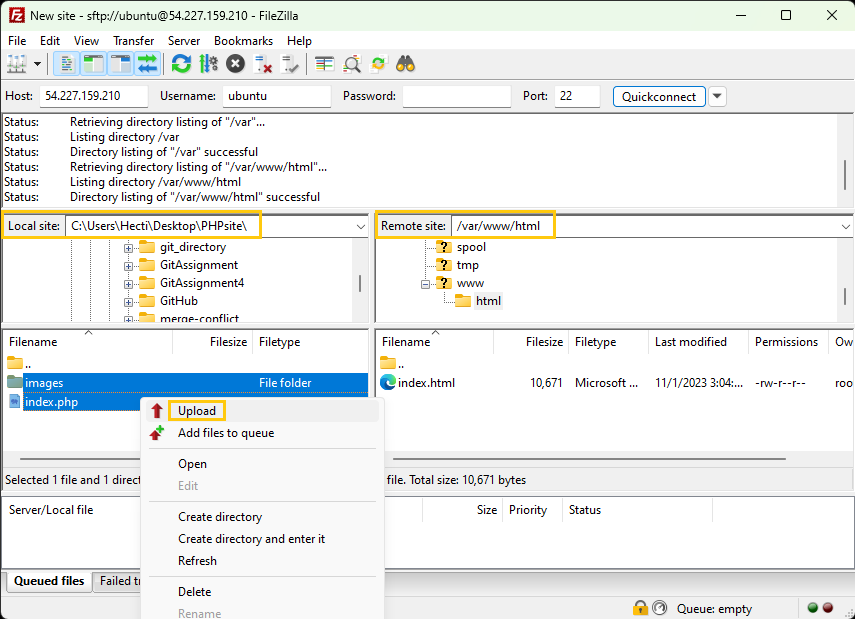 New site - sftp://ubuntu@54.227.159.210 - FileZilla
File Edit View Transfer Server Bookmarks Help
Host: 54.227.159.210 Username: ubuntu Password: Port: 22 Quickconnect
Status: Retrieving directory listing of "/var"...
Status: Listing directory /var
Status: Directory listing of "/var" successful
Status: Retrieving directory listing of "/var/www/html"...
Status: Listing directory /var/www/html
Status: Directory listing of "/var/www/html" successful
Local site: C:\Users\Hecti\Desktop\PHPsite\
git_directory
GitAssignment
GitAssignment4
GitHub
merge-conflict
Remote site: /var/www/html
? spool
? tmp
? www
html
Filename Filesize Filetype
..
images File folder
index.php
Filename Filesize Filetype Last modified Permissions Ow
..
index.html 10,671 Microsoft ... 11/1/2023 3:04:... -rw-r--r-- roo
Upload
Add files to queue
Open
Edit
Create directory
Create directory and enter it
Refresh
Delete
Rename
Selected 1 file and 1 direct
file. Total size: 10,671 bytes
Server/Local file Size Priority Status
Queued files Failed tr
Queue: empty